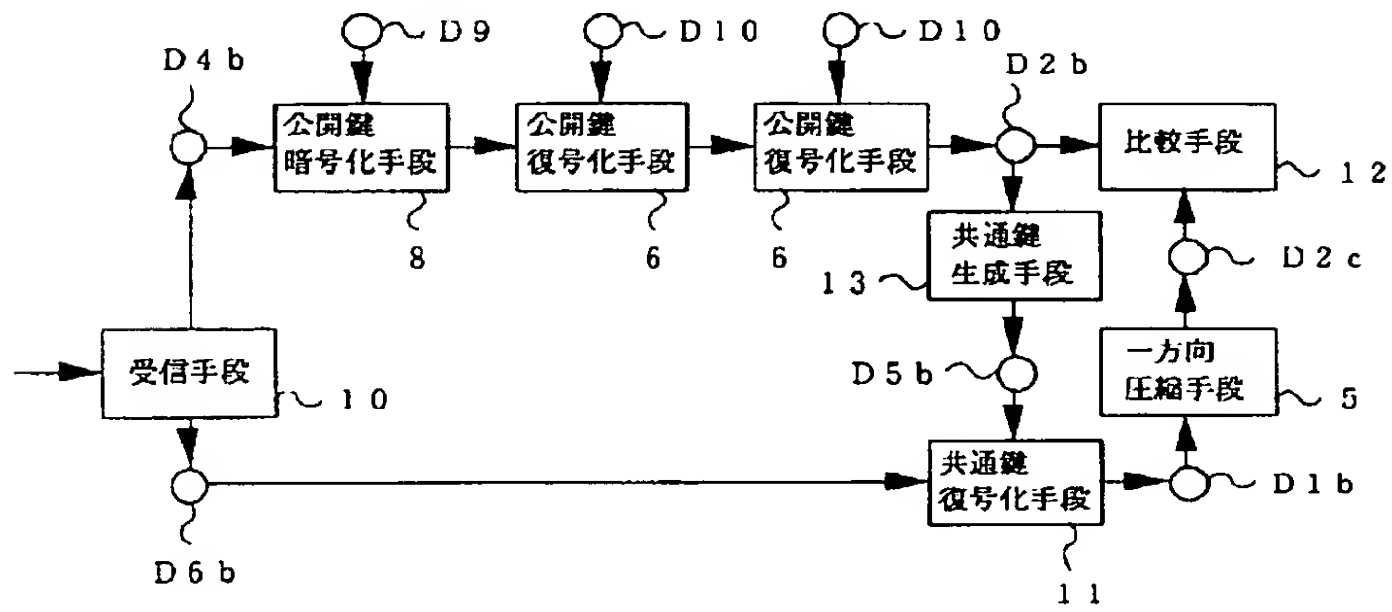 D9
D10
D10
D4b
D2b
公開鍵
暗号化手段
公開鍵
復号化手段
公開鍵
復号化手段
比較手段
12
8
6
6
共通鍵
生成手段
13
D2c
受信手段
10
D5b
一方向
圧縮手段
5
共通鍵
復号化手段
D1b
D6b
11